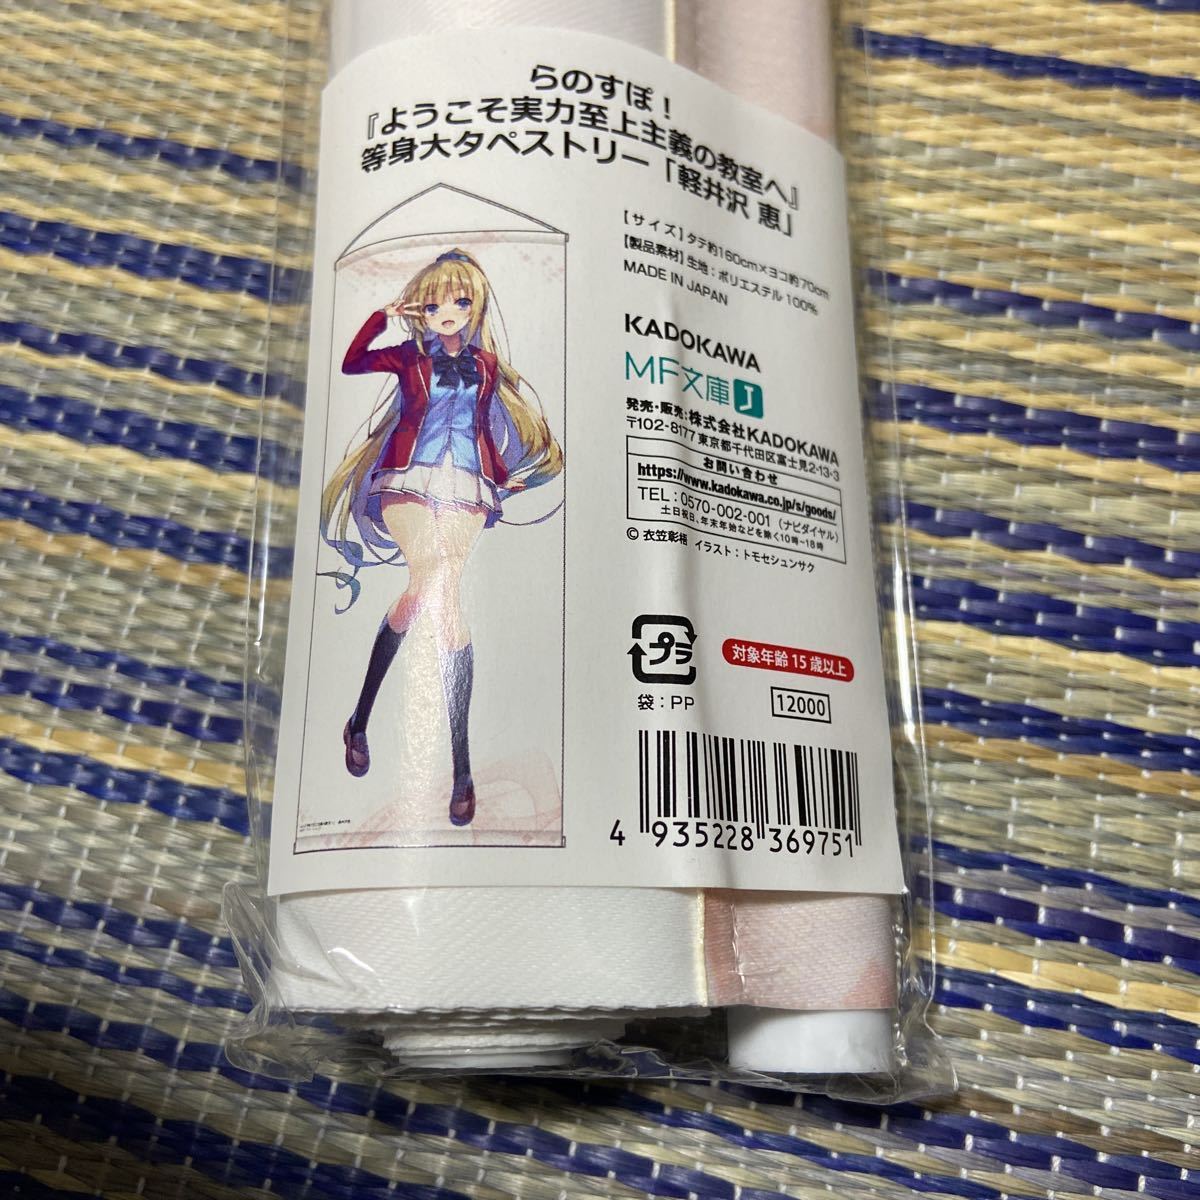 らのすぽ!
『ようこそ実力至上主義の教室へ』
等身大タペストリー「軽井沢 恵」
【サイズ】タテ約160cm×ヨコ約70cm
【製品素材】生地:ポリエステル100%
MADE IN JAPAN
KADOKAWA
MF文庫J
発売・販売:株式会社KADOKAWA
〒102-8177 東京都千代田区富士見2-13-3
お問い合わせ
https://www.kadokawa.co.jp/s/goods/
TEL:0570-002-001 (ナビダイヤル)
土日祝日、年末年始などを除く10時~18時
© 衣笠彰梧 イラスト:トモセシュンサク
プラ
対象年齢15歳以上
袋:PP
12000
4 935228 369751